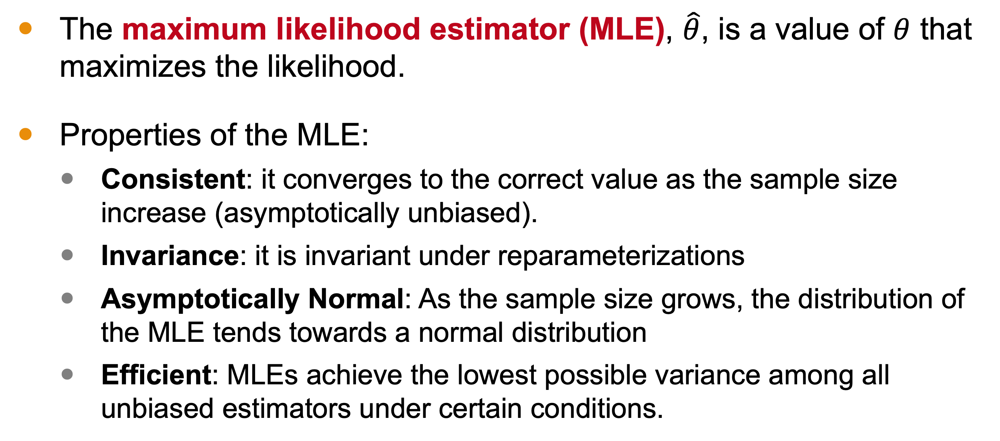 • The maximum likelihood estimator (MLE), θ̂, is a value of θ that
maximizes the likelihood.
• Properties of the MLE:
• Consistent: it converges to the correct value as the sample size
increase (asymptotically unbiased).
• Invariance: it is invariant under reparameterizations
• Asymptotically Normal: As the sample size grows, the distribution of
the MLE tends towards a normal distribution
• Efficient: MLEs achieve the lowest possible variance among all
unbiased estimators under certain conditions.